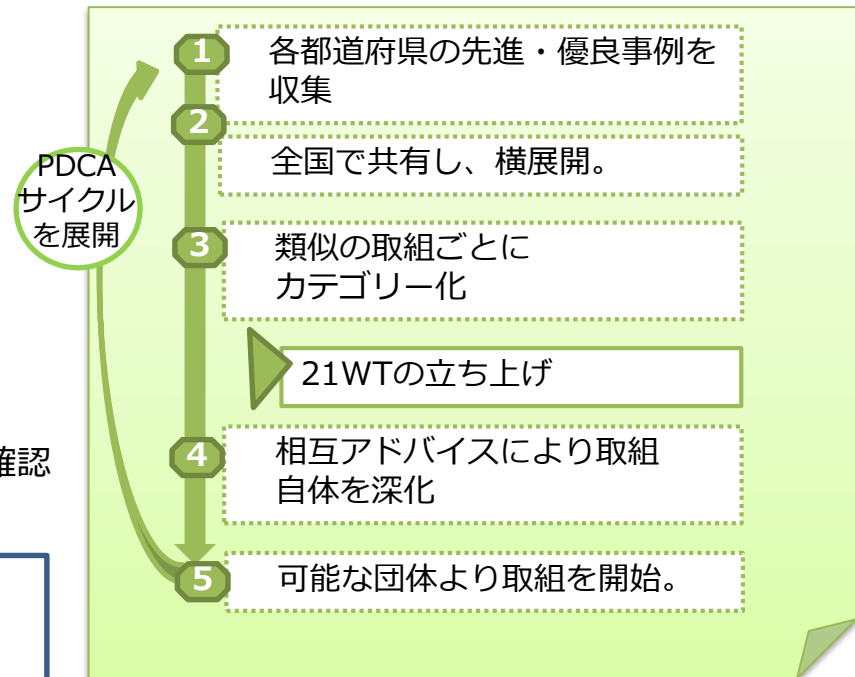 1
各都道府県の先進・優良事例を
収集
2
全国で共有し、横展開。
PDCA
サイクル
を展開
3
類似の取組ごとに
カテゴリー化
21WTの立ち上げ
4
相互アドバイスにより取組
自体を深化
確認
5
可能な団体より取組を開始。